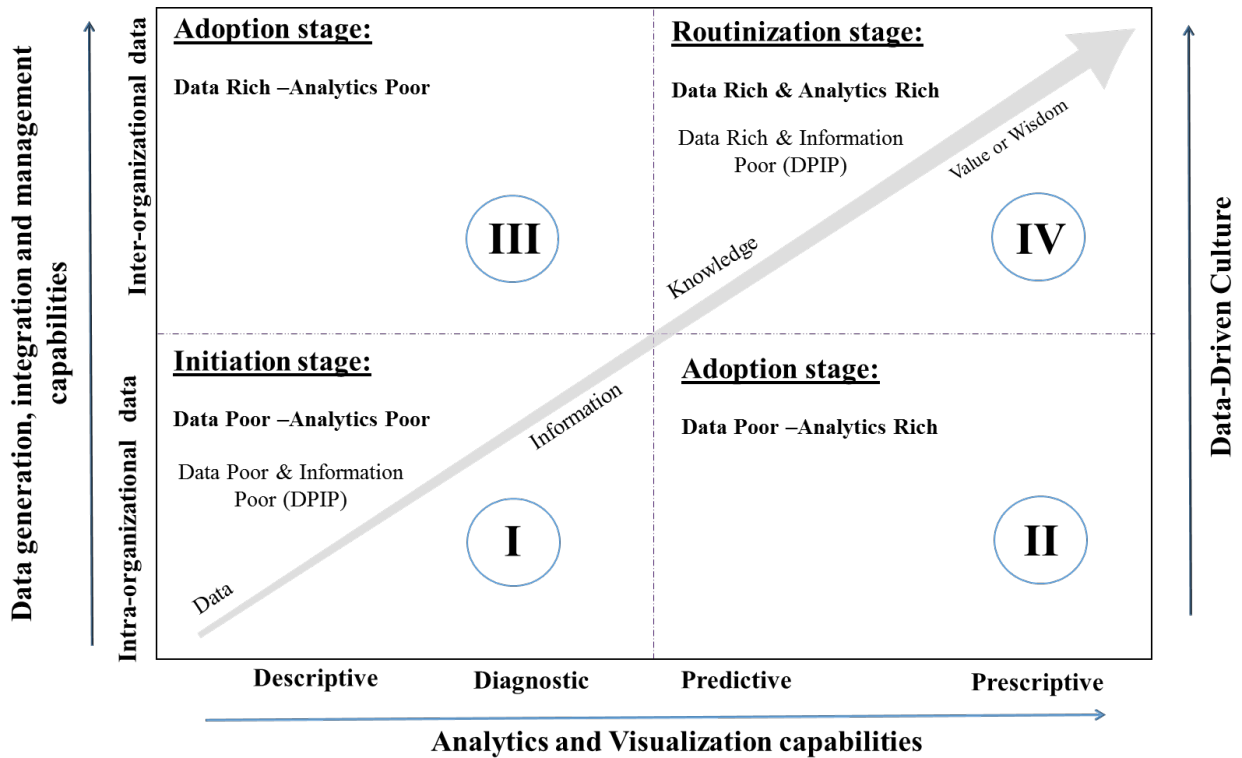 Data generation, integration and management
capabilities
Inter-organizational data
Intra-organizational data
Adoption stage:
Data Rich –Analytics Poor
III
Routinization stage:
Data Rich & Analytics Rich
Data Rich & Information
Poor (DPIP)
Value or Wisdom
IV
Knowledge
Initiation stage:
Data Poor –Analytics Poor
Data Poor & Information
Poor (DPIP)
Information
I
Data
Adoption stage:
Data Poor –Analytics Rich
II
Data-Driven Culture
Descriptive
Diagnostic
Predictive
Prescriptive
Analytics and Visualization capabilities